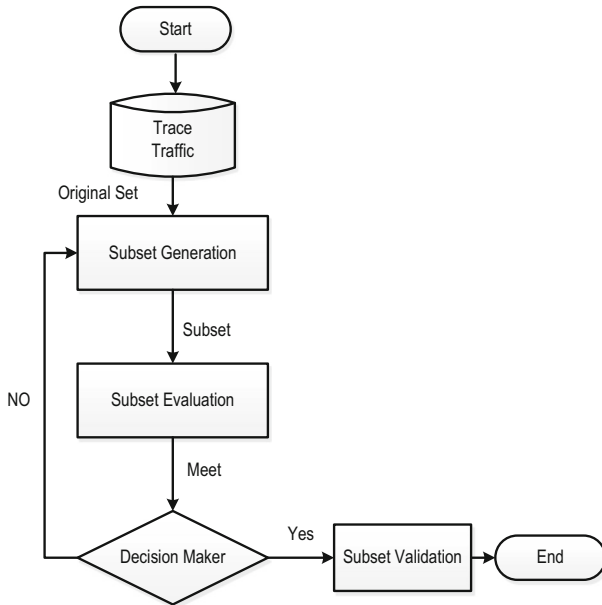 Start
Trace
Traffic
Original Set
Subset Generation
Subset
Subset Evaluation
NO
Meet
Decision Maker
Yes
Subset Validation
End